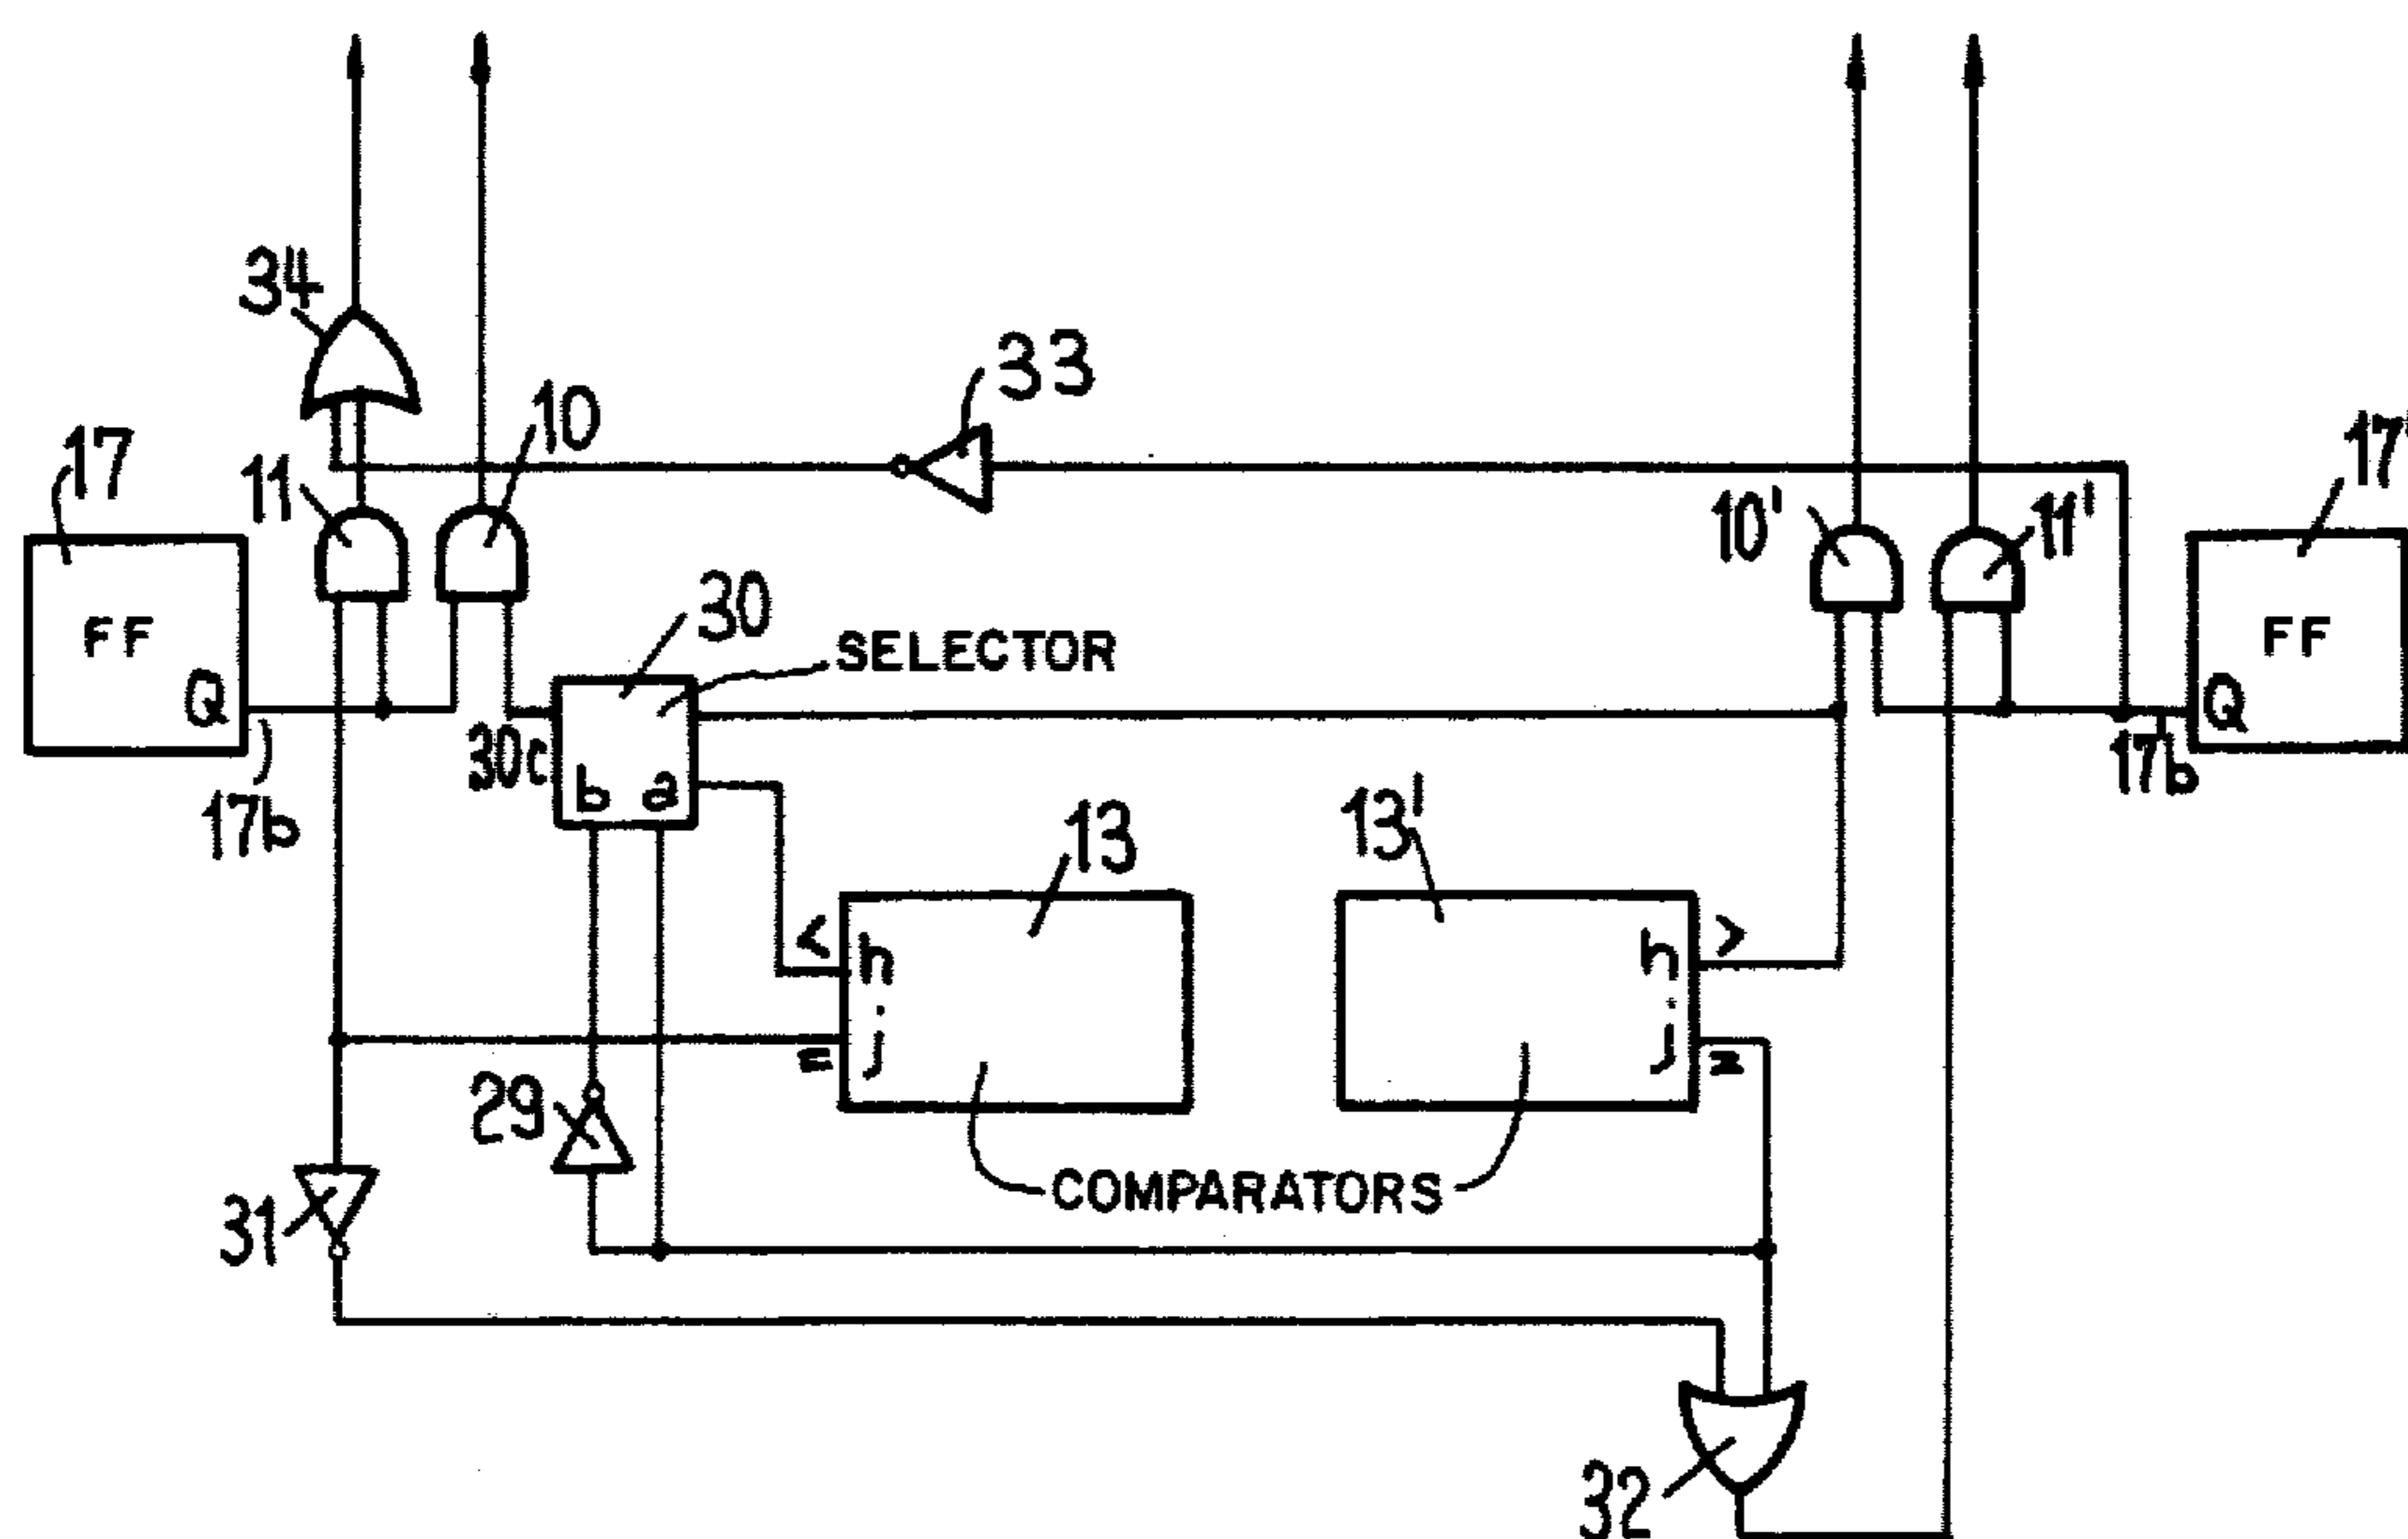 34
33
17
11
10
10'
11'
17'
30
SELECTOR
FF
FF
Q
Q
30c
b a
17b
17'b
13
13'
<
h
>
h
=
j
=
j
29
31
COMPARATORS
32